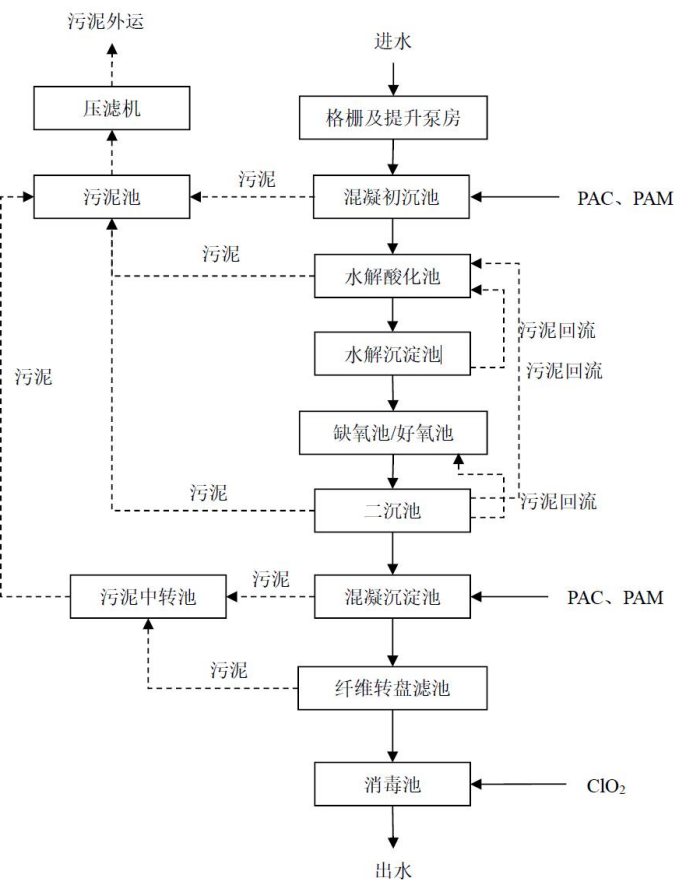 污泥外运
进水
压滤机
格栅及提升泵房
污泥
污泥池
混凝初沉池
PAC、PAM
污泥
水解酸化池
污泥回流
水解沉淀池
污泥
污泥回流
缺氧池/好氧池
污泥
二沉池
污泥回流
污泥
污泥中转池
混凝沉淀池
PAC、PAM
污泥
纤维转盘滤池
消毒池
ClO₂
出水